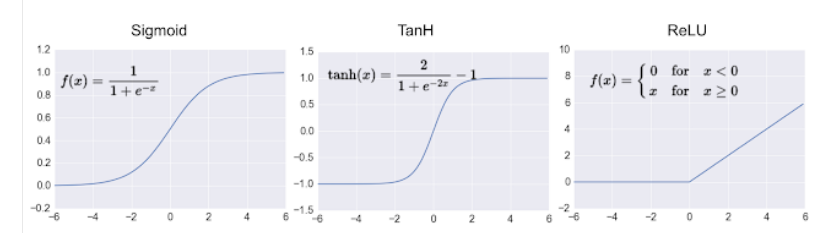 Sigmoid
1.2
1.0
0.8
0.6
0.4
0.2
0.0
−0.2
f(x) = 1 / 1 + e^−x
−6 −4 −2 0 2 4 6
TanH
1.5
1.0
0.5
0.0
−0.5
−1.0
−1.5
tanh(x) = 2 / 1 + e^−2x − 1
−6 −4 −2 0 2 4 6
ReLU
10
8
6
4
2
0
−2
f(x) = { 0 for x < 0
x for x ≥ 0
−6 −4 −2 0 2 4 6